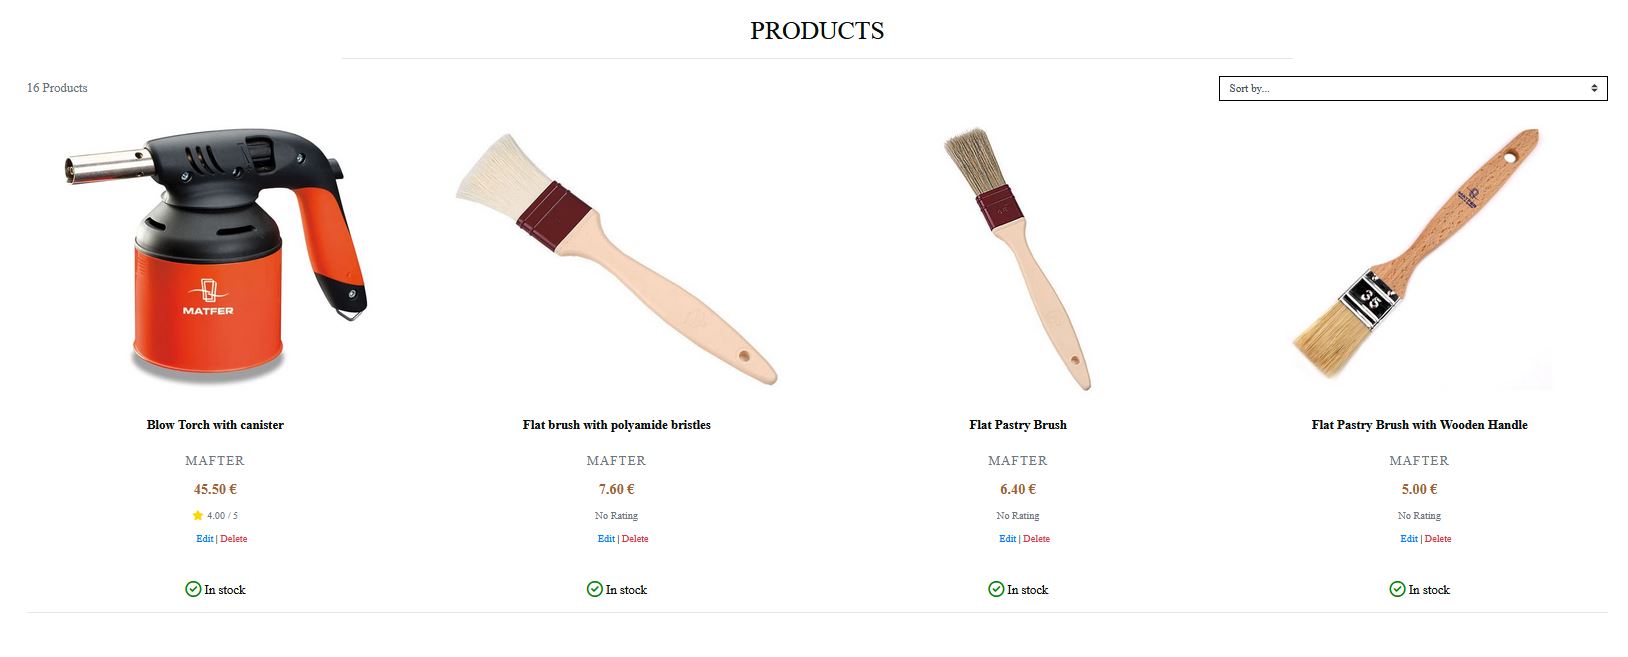 PRODUCTS
16 Products
Sort by...
MATFER
MATFER
35
Blow Torch with canister
Flat brush with polyamide bristles
Flat Pastry Brush
Flat Pastry Brush with Wooden Handle
MAFTER
MAFTER
MAFTER
MAFTER
45.50 €
7.60 €
6.40 €
5.00 €
4.00 / 5
No Rating
No Rating
No Rating
Edit | Delete
Edit | Delete
Edit | Delete
Edit | Delete
In stock
In stock
In stock
In stock